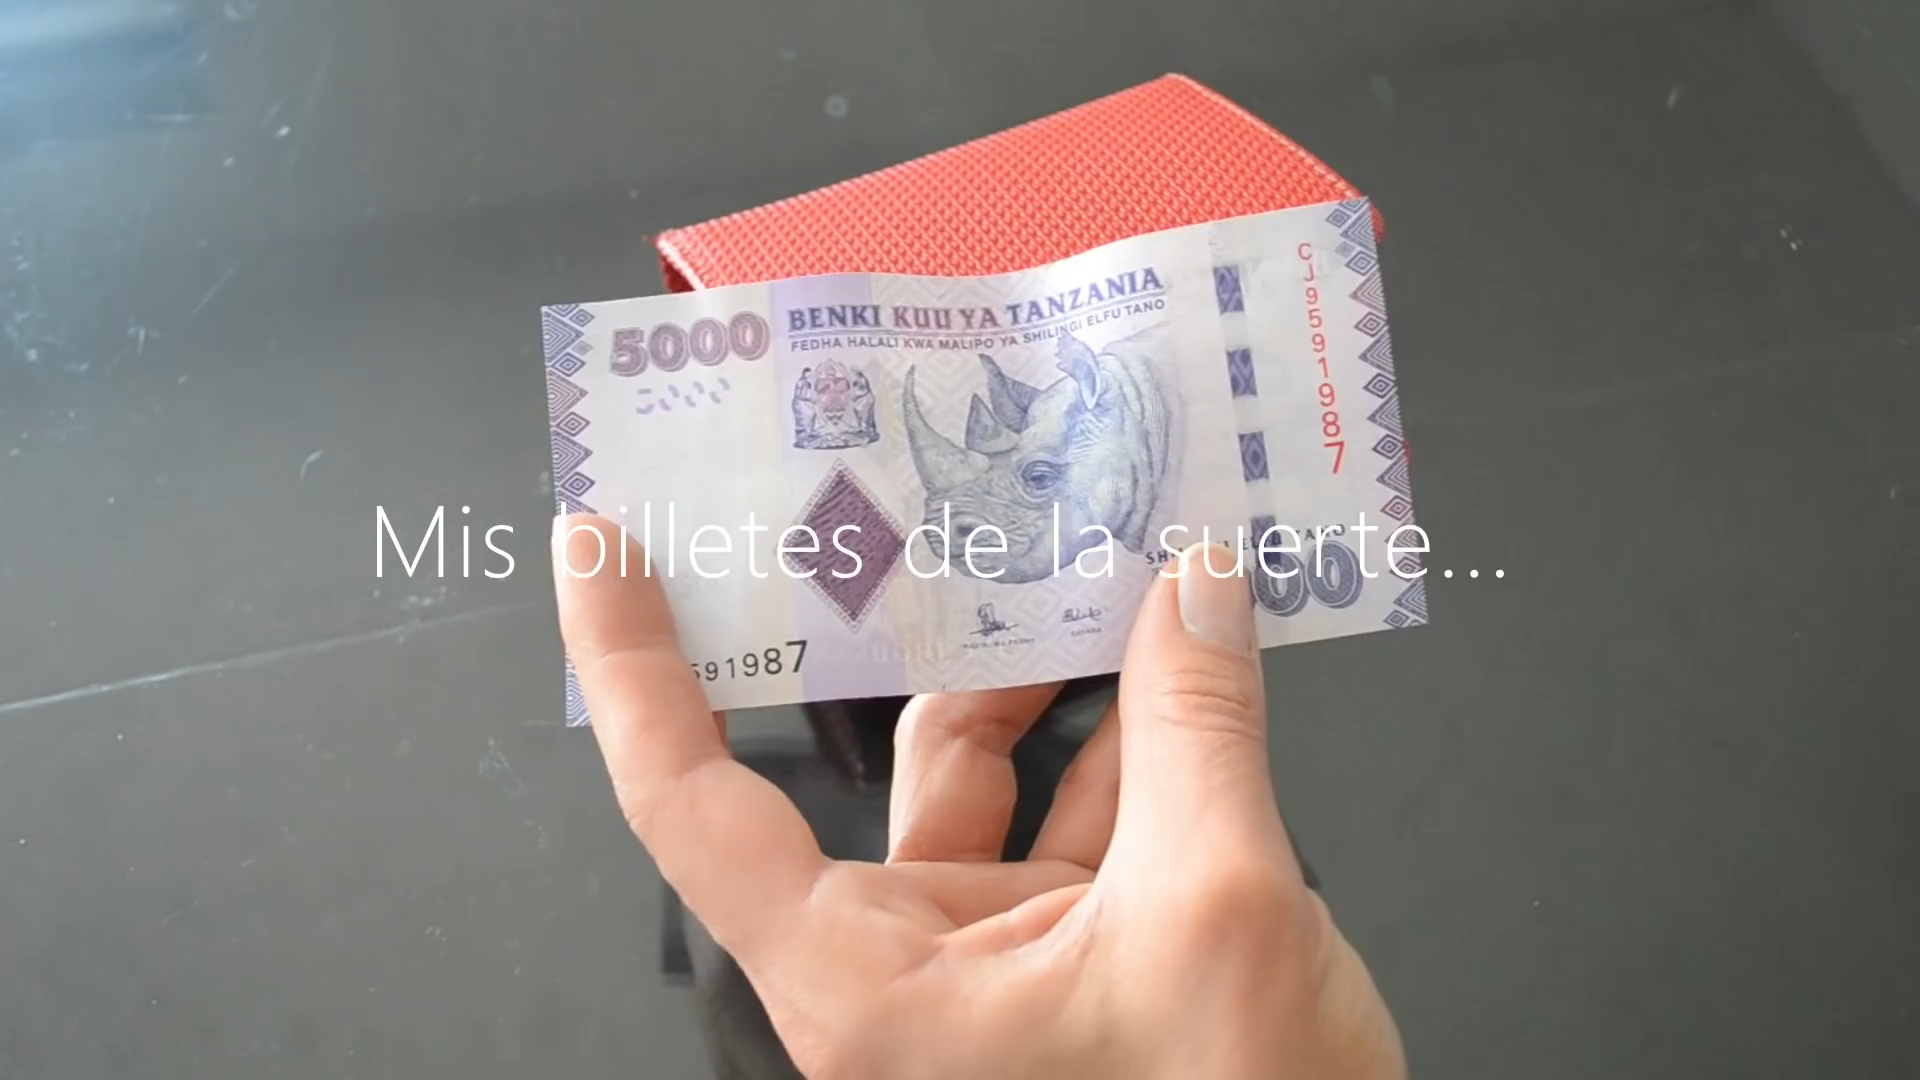 5000
BENKI KUU YA TANZANIA
FEDHA HALALI KWA MALIPO YA SHILINGI ELFU TANO
CJ9591987
Mis billetes de la suerte...
591987